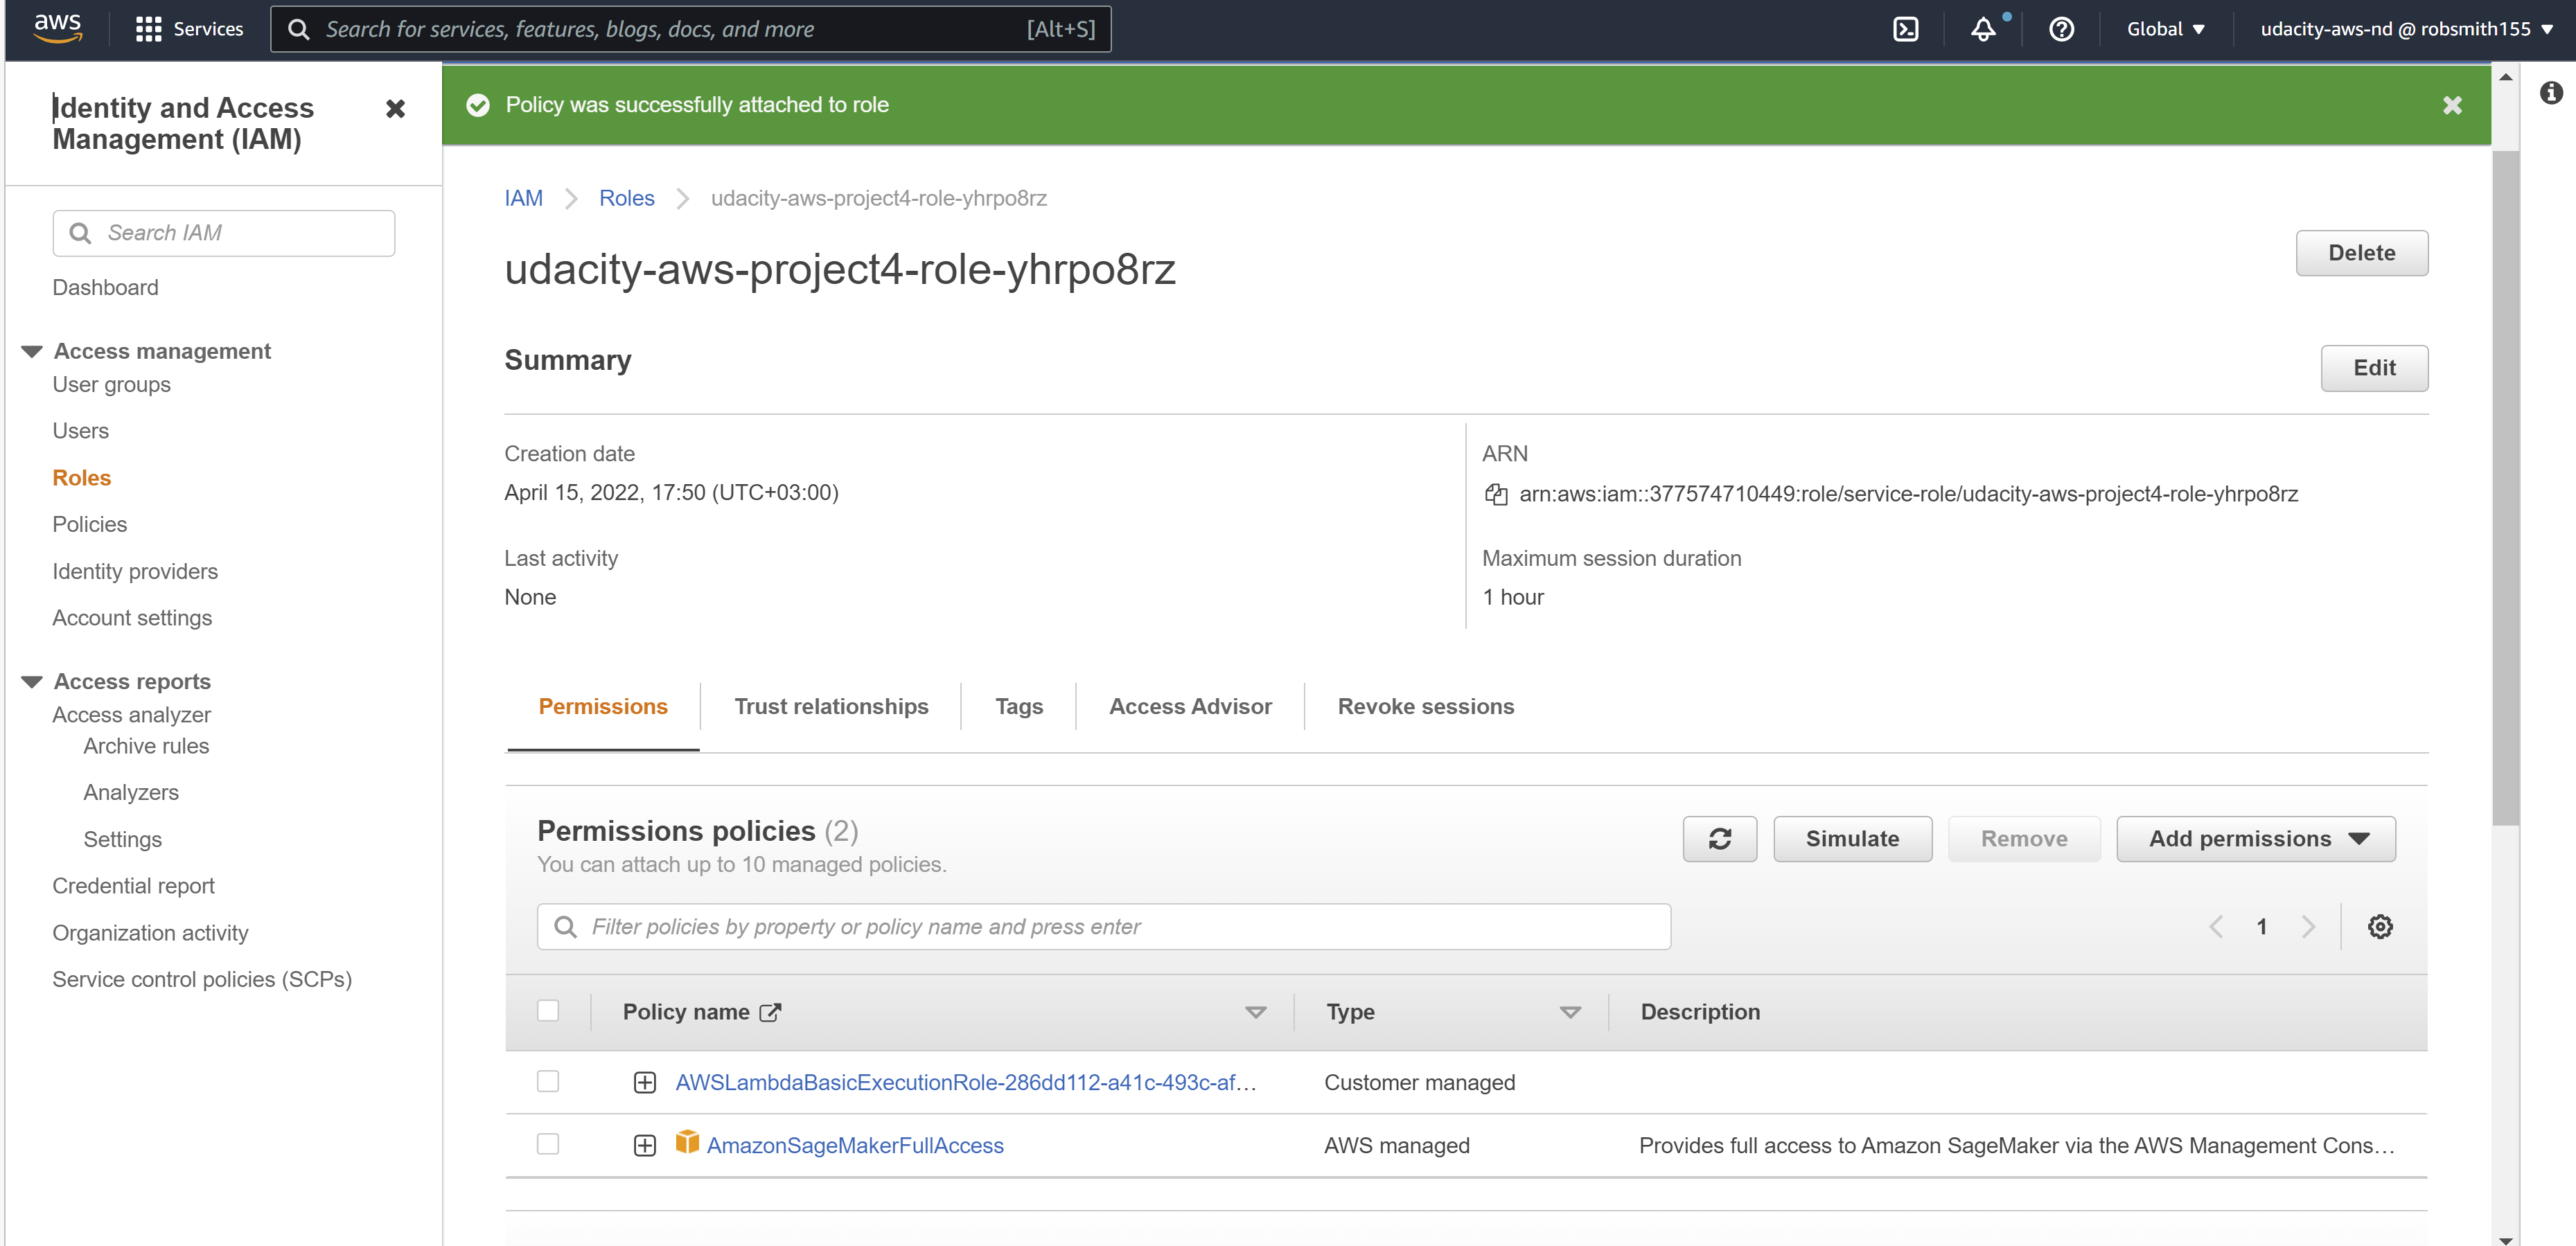 aws
Services
Search for services, features, blogs, docs, and more
[Alt+S]
Global
udacity-aws-nd @ robsmith155
Identity and Access
Management (IAM)
Search IAM
Dashboard
Access management
User groups
Users
Roles
Policies
Identity providers
Account settings
Access reports
Access analyzer
Archive rules
Analyzers
Settings
Credential report
Organization activity
Service control policies (SCPs)
Policy was successfully attached to role
IAM
Roles
udacity-aws-project4-role-yhrpo8rz
udacity-aws-project4-role-yhrpo8rz
Delete
Summary
Edit
Creation date
April 15, 2022, 17:50 (UTC+03:00)
ARN
arn:aws:iam::377574710449:role/service-role/udacity-aws-project4-role-yhrpo8rz
Last activity
None
Maximum session duration
1 hour
Permissions
Trust relationships
Tags
Access Advisor
Revoke sessions
Permissions policies (2)
You can attach up to 10 managed policies.
Simulate
Remove
Add permissions
Filter policies by property or policy name and press enter
1
Policy name
Type
Description
AWSLambdaBasicExecutionRole-286dd112-a41c-493c-af…
Customer managed
AmazonSageMakerFullAccess
AWS managed
Provides full access to Amazon SageMaker via the AWS Management Cons…